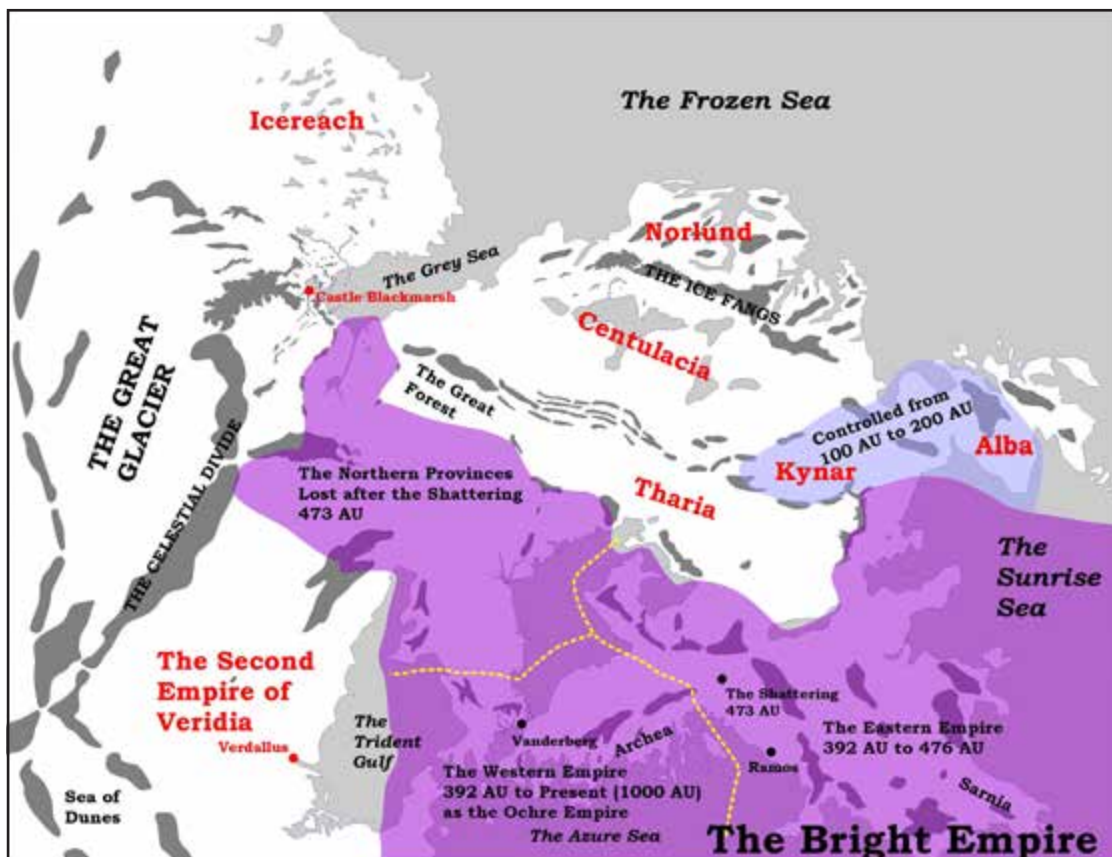 The Frozen Sea
Icereach
Norlund
The Grey Sea
THE ICE FANGS
Castle Blackmarsh
Centulacia
THE GREAT
GLACIER
The Great
Forest
Controlled from
100 AU to 200 AU
Alba
Kynar
The Northern Provinces
Lost after the Shattering
473 AU
Tharia
THE CELESTIAL DIVIDE
The
Sunrise
Sea
The Second
Empire of
Veridia
Verdallus
The Shattering
473 AU
The
Trident
Gulf
Vanderberg
Archea
The Eastern Empire
392 AU to 476 AU
Ramos
The Western Empire
392 AU to Present (1000 AU)
as the Ochre Empire
Sarnia
Sea of
Dunes
The Azure Sea
The Bright Empire